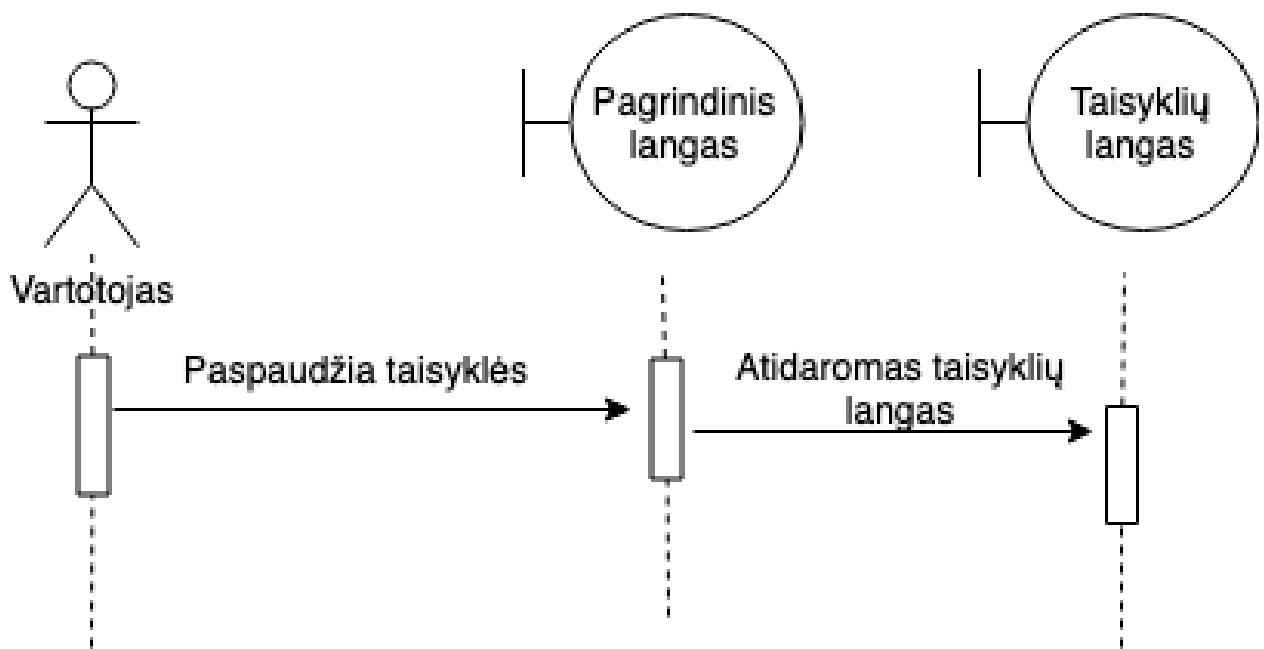 Pagrindinis
langas
Taisyklių
langas
Vartotojas
Paspaudžia taisyklės
Atidaromas taisyklių
langas